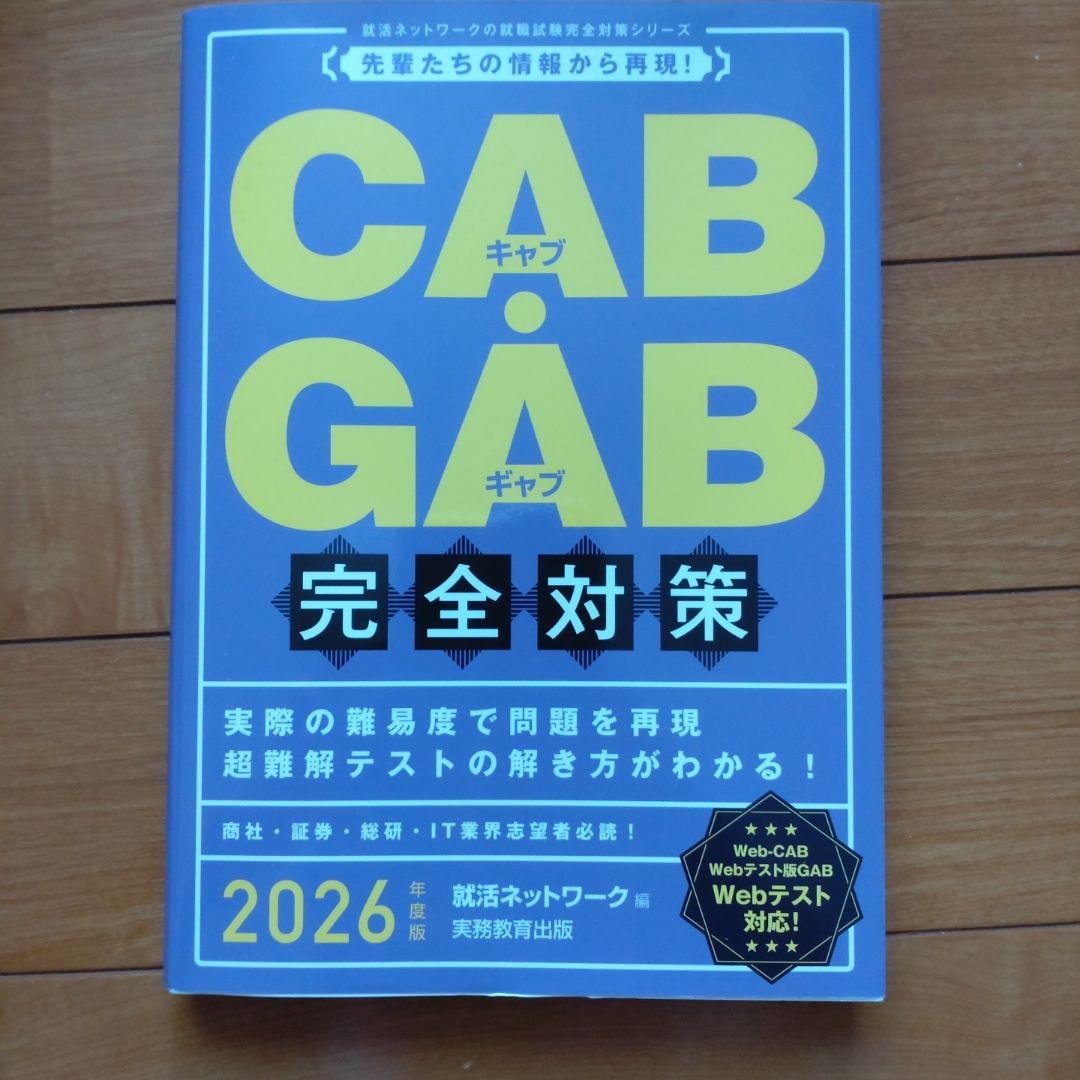 就活ネットワークの就職試験完全対策シリーズ
先輩たちの情報から再現!
CAB
キャブ
・
GAB
ギャブ
完全対策
実際の難易度で問題を再現
超難解テストの解き方がわかる!
商社・証券・総研・IT業界志望者必読!
2026年度版
就活ネットワーク 編
実務教育出版
★★★
Web-CAB
Webテスト版GAB
Webテスト
対応!
★★★